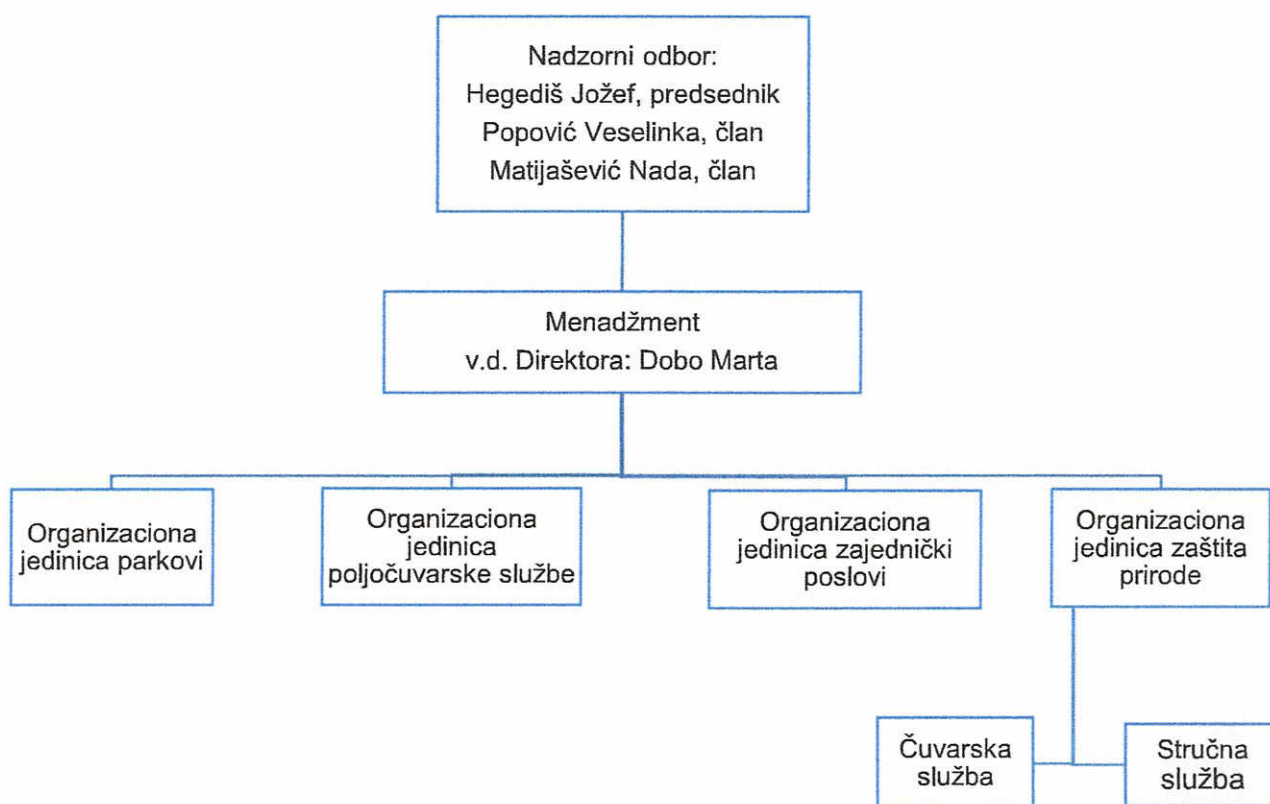 Nadzorni odbor:
Hegediš Jožef, predsednik
Popović Veselinka, član
Matijašević Nada, član
Menadžment
v.d. Direktora: Dobo Marta
Organizaciona
jedinica parkovi
Organizaciona
jedinica
poljočuvarske službe
Organizaciona
jedinica zajednički
poslovi
Organizaciona
jedinica zaštita
prirode
Čuvarska
služba
Stručna
služba